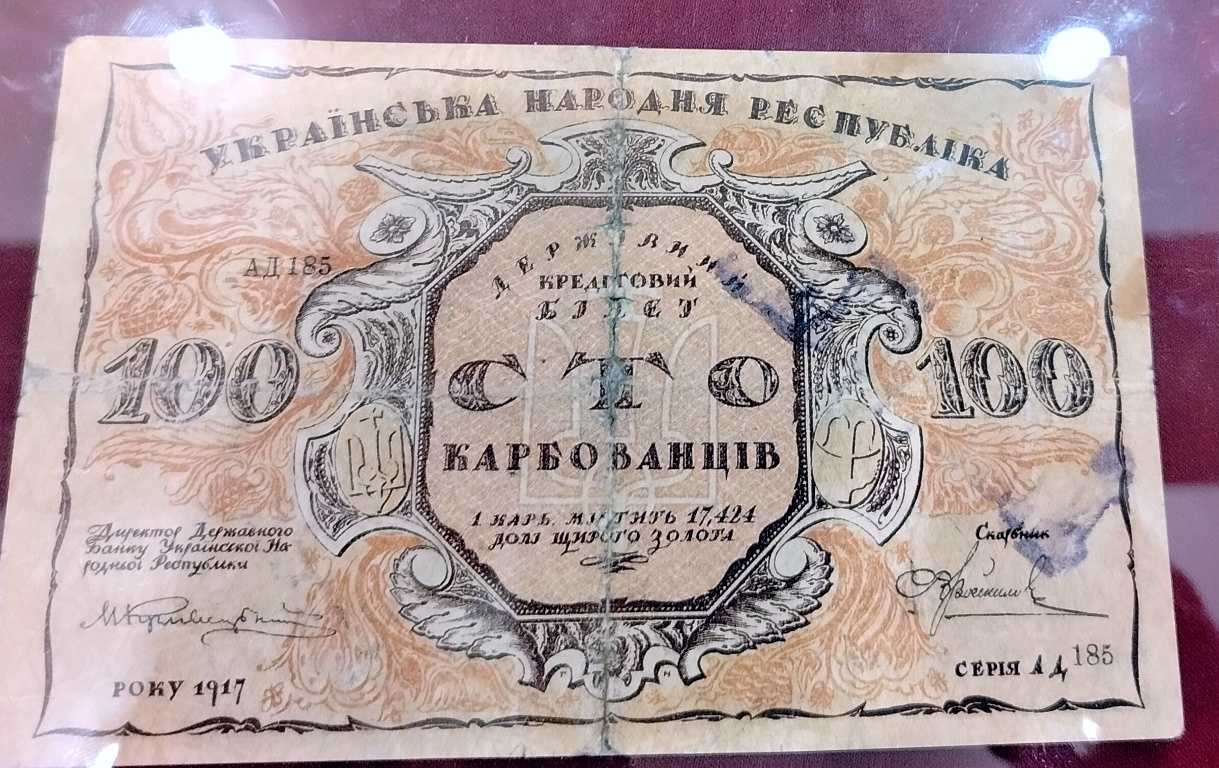 УКРАЇНСЬКА НАРОДНЯ РЕСПУБЛІКА
АД 185
ДЕРЖАВНИЙ
КРЕДІТОВИЙ
БІЛЕТ
100
СТО
100
КАРБОВАНЦІВ
1 КАРБ. МІСТИТЬ 17,424
ДОЛІ ЩИРОГО ЗОЛОТА
Директор Державного
Банку Української На-
родньої Республики
Скарбник
РОКУ 1917
СЕРІЯ АД 185